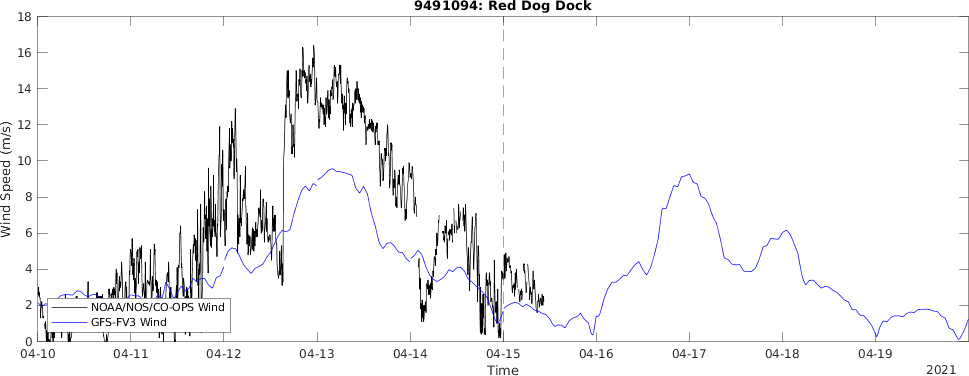 9491094: Red Dog Dock
18
16
14
12
10
8
6
4
2
0
Wind Speed (m/s)
NOAA/NOS/CO-OPS Wind
GFS-FV3 Wind
04-10 04-11 04-12 04-13 04-14 04-15 04-16 04-17 04-18 04-19
Time
2021